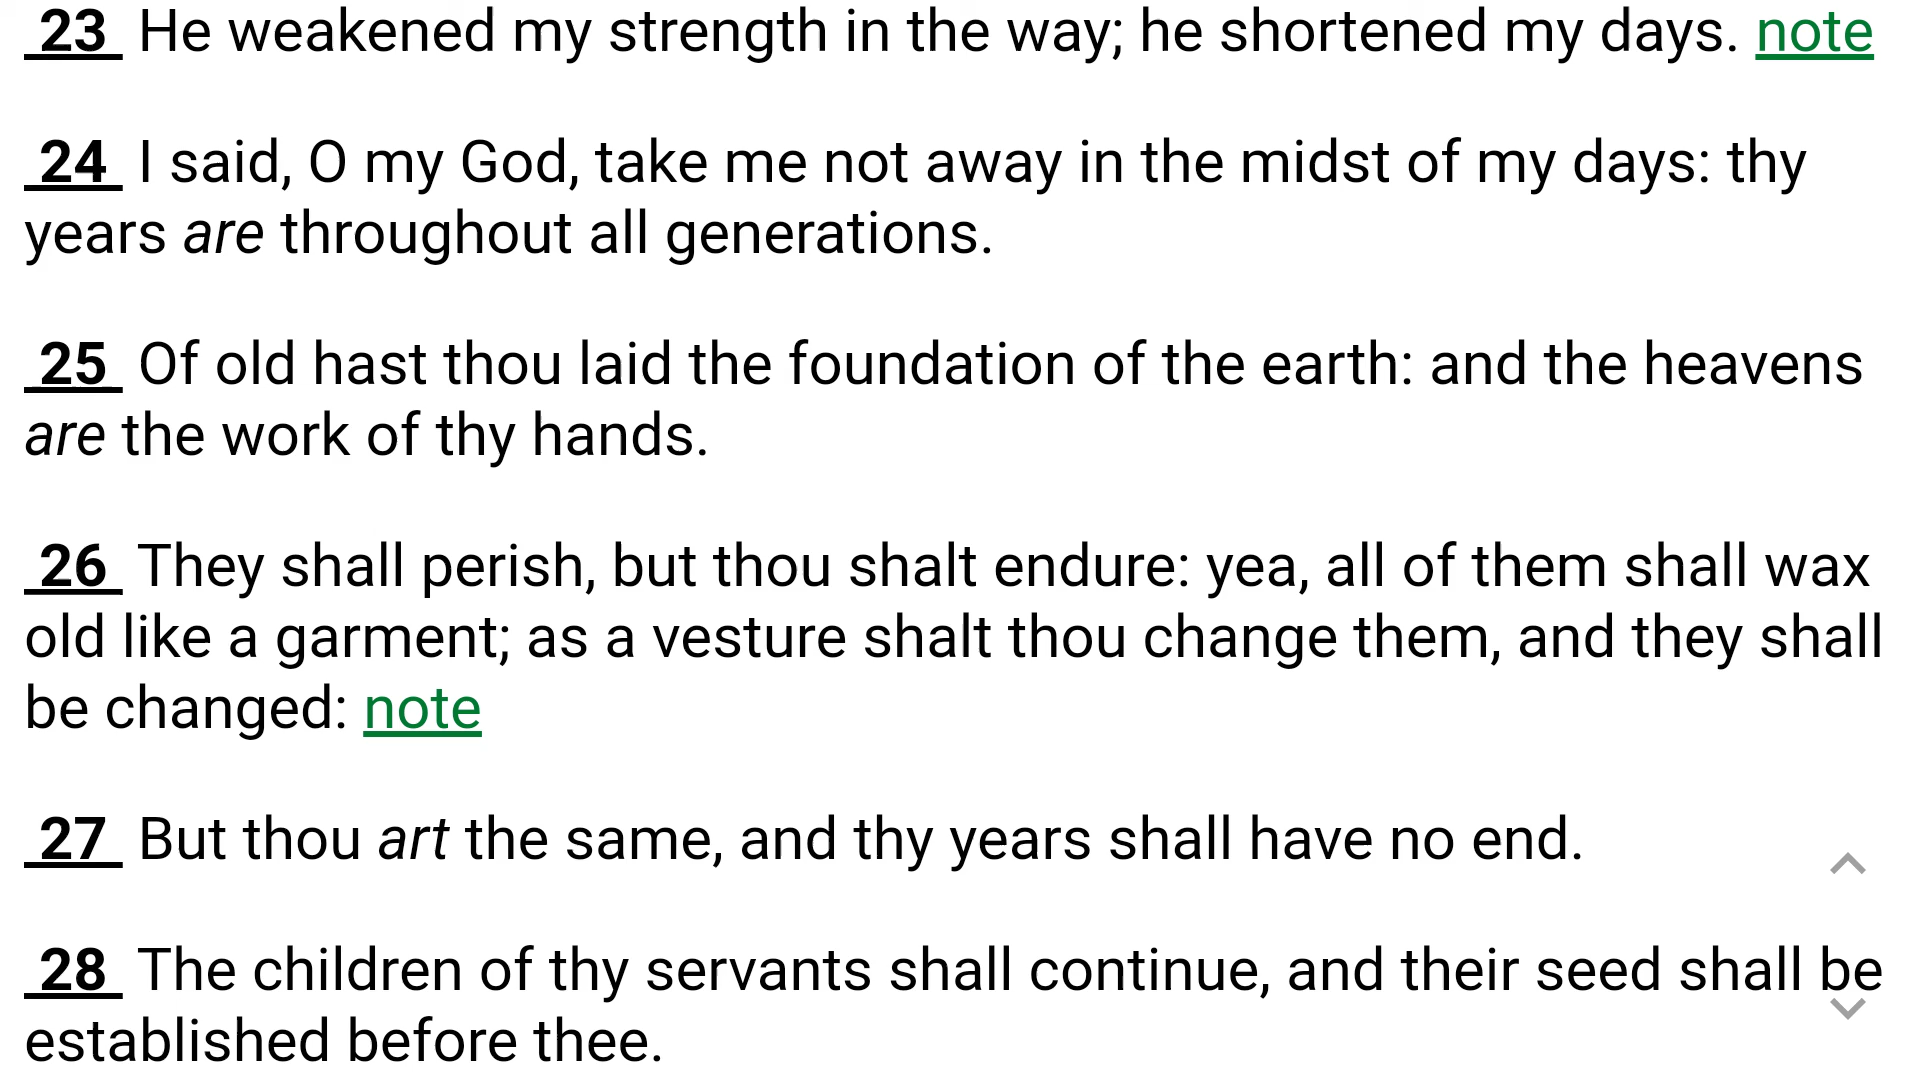 23 He weakened my strength in the way; he shortened my days. note
24 I said, O my God, take me not away in the midst of my days: thy
years are throughout all generations.
25 Of old hast thou laid the foundation of the earth: and the heavens
are the work of thy hands.
26 They shall perish, but thou shalt endure: yea, all of them shall wax
old like a garment; as a vesture shalt thou change them, and they shall
be changed: note
27 But thou art the same, and thy years shall have no end.
28 The children of thy servants shall continue, and their seed shall be
established before thee.